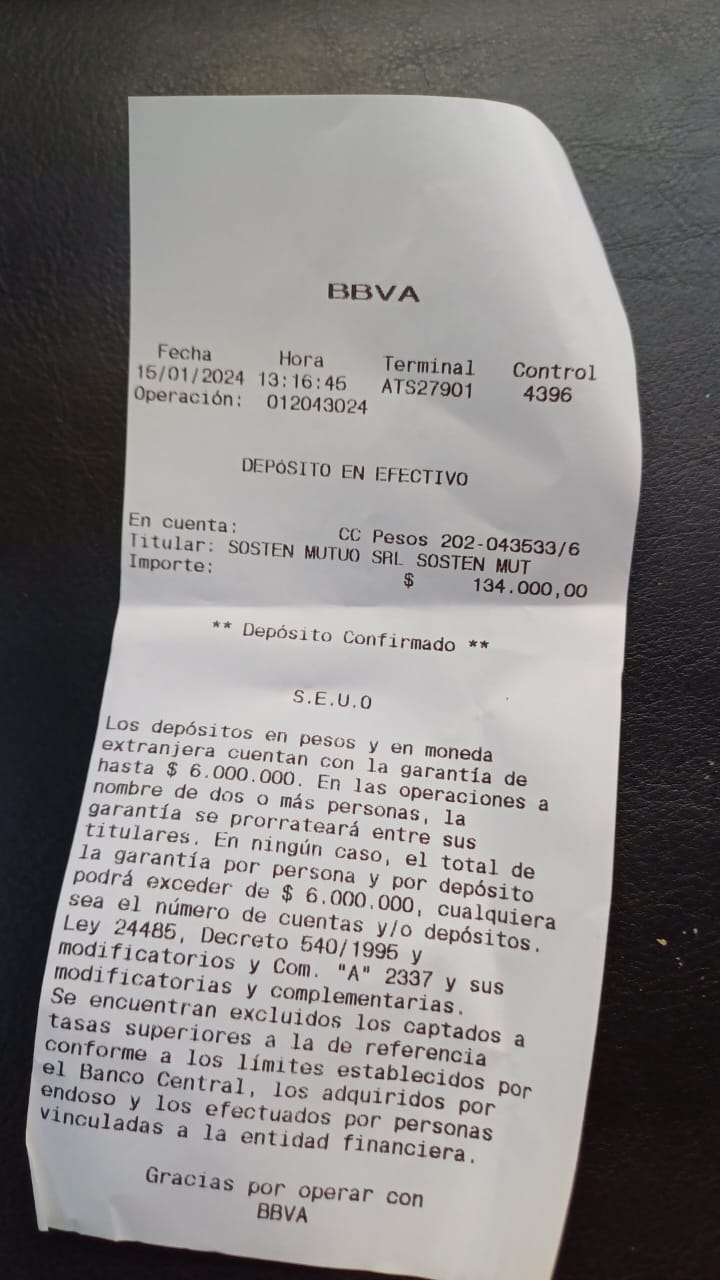 BBVA
Fecha Hora Terminal Control
15/01/2024 13:16:45 ATS27901 4396
Operación: 012043024
DEPóSITO EN EFECTIVO
En cuenta: CC Pesos 202-043533/6
Titular: SOSTEN MUTUO SRL SOSTEN MUT
Importe: $ 134.000,00
** Depósito Confirmado **
S.E.U.O
Los depósitos en pesos y en moneda
extranjera cuentan con la garantía de
hasta $ 6.000.000. En las operaciones a
nombre de dos o más personas, la
garantía se prorrateará entre sus
titulares. En ningún caso, el total de
la garantía por persona y por depósito
podrá exceder de $ 6.000.000, cualquiera
sea el número de cuentas y/o depósitos.
Ley 24485, Decreto 540/1995 y
modificatorios y Com. "A" 2337 y sus
modificatorias y complementarias.
Se encuentran excluidos los captados a
tasas superiores a la de referencia
conforme a los límites establecidos por
el Banco Central, los adquiridos por
endoso y los efectuados por personas
vinculadas a la entidad financiera.
Gracias por operar con
BBVA